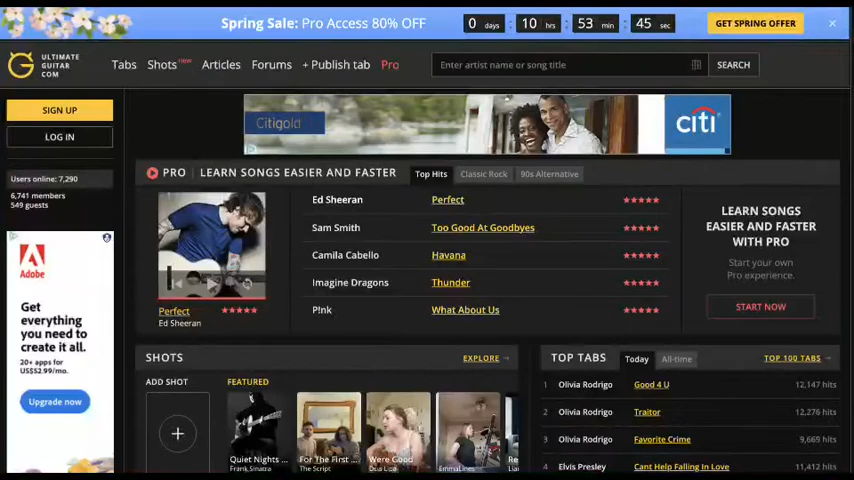 Spring Sale: Pro Access 80% OFF
0 days : 10 hrs : 53 min : 45 sec
GET SPRING OFFER
×
ULTIMATE
GUITAR
COM
Tabs Shots new Articles Forums + Publish tab Pro
Enter artist name or song title
SEARCH
SIGN UP
LOG IN
Users online: 7,290
6,741 members
549 guests
Adobe
Get
everything
you need to
create it all.
20+ apps for
US$52.99/mo.
Upgrade now
Citigold
citi
PRO LEARN SONGS EASIER AND FASTER
Top Hits Classic Rock 90s Alternative
Perfect
Ed Sheeran
Ed Sheeran Perfect
Sam Smith Too Good At Goodbyes
Camila Cabello Havana
Imagine Dragons Thunder
P!nk What About Us
LEARN SONGS
EASIER AND FASTER
WITH PRO
Start your own
Pro experience.
START NOW
SHOTS
EXPLORE →
ADD SHOT
+
FEATURED
Quiet Nights ...
Frank Sinatra
For The First ...
The Script
Were Good
Dua Lipa
EmmaLines
Re
Lia
TOP TABS Today All-time TOP 100 TABS →
1 Olivia Rodrigo Good 4 U 12,147 hits
2 Olivia Rodrigo Traitor 12,276 hits
3 Olivia Rodrigo Favorite Crime 9,669 hits
4 Elvis Presley Cant Help Falling In Love 11,412 hits